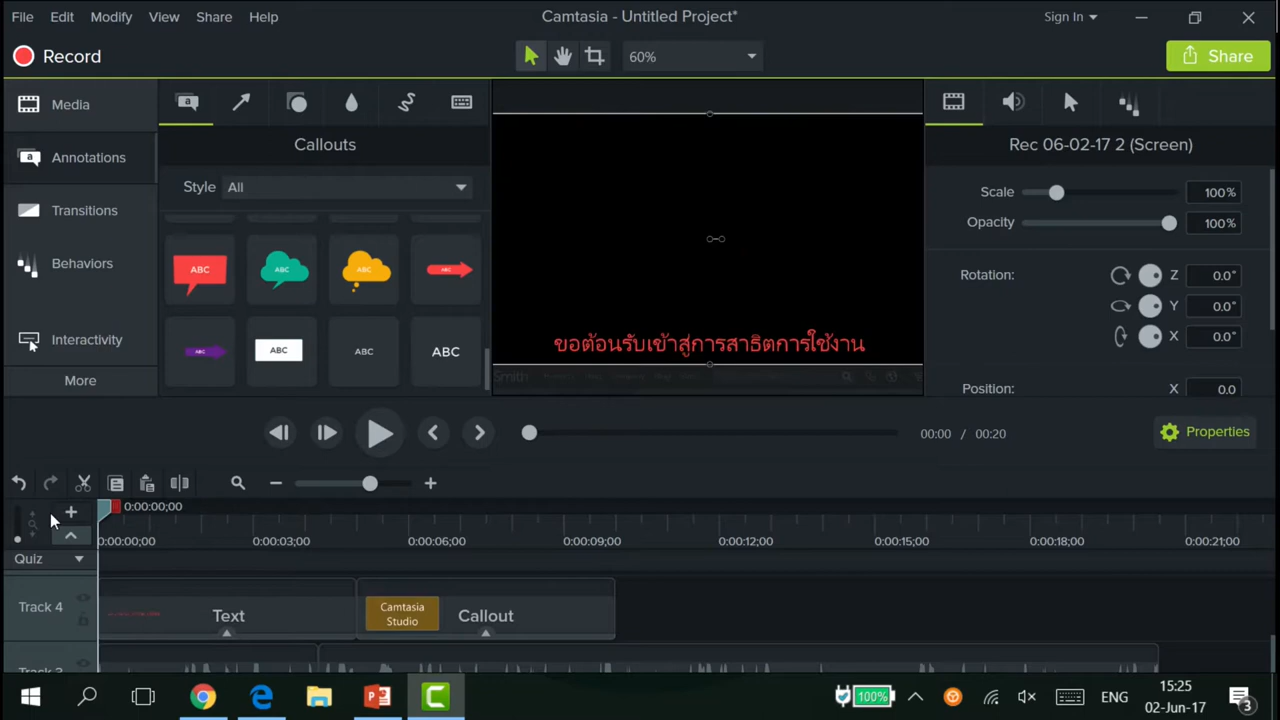 File Edit Modify View Share Help
Camtasia - Untitled Project*
Sign In
Record
60%
Share
Media
Annotations
Transitions
Behaviors
Interactivity
More
Callouts
Style All
ABC ABC ABC ABC
ABC ABC ABC ABC
ขอต้อนรับเข้าสู่การสาธิตการใช้งาน
Smith
Rec 06-02-17 2 (Screen)
Scale 100%
Opacity 100%
Rotation: Z 0.0°
Y 0.0°
X 0.0°
Position: X 0.0
00:00 / 00:20
Properties
0:00:00;00
0:00:00;00 0:00:03;00 0:00:06;00 0:00:09;00 0:00:12;00 0:00:15;00 0:00:18;00 0:00:21;00
Quiz
Track 4
Text
Camtasia
Studio
Callout
Track 3
100%
ENG
15:25
02-Jun-17
3